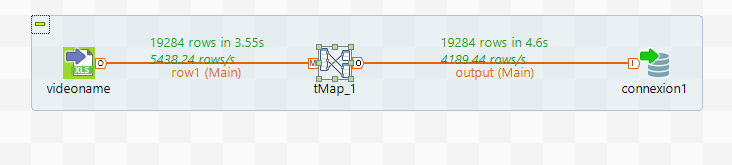 19284 rows in 3.55s
5438.24 rows/s
row1 (Main)
19284 rows in 4.6s
4189.44 rows/s
output (Main)
XLS
O
M
O
I
videoname
tMap_1
connexion1